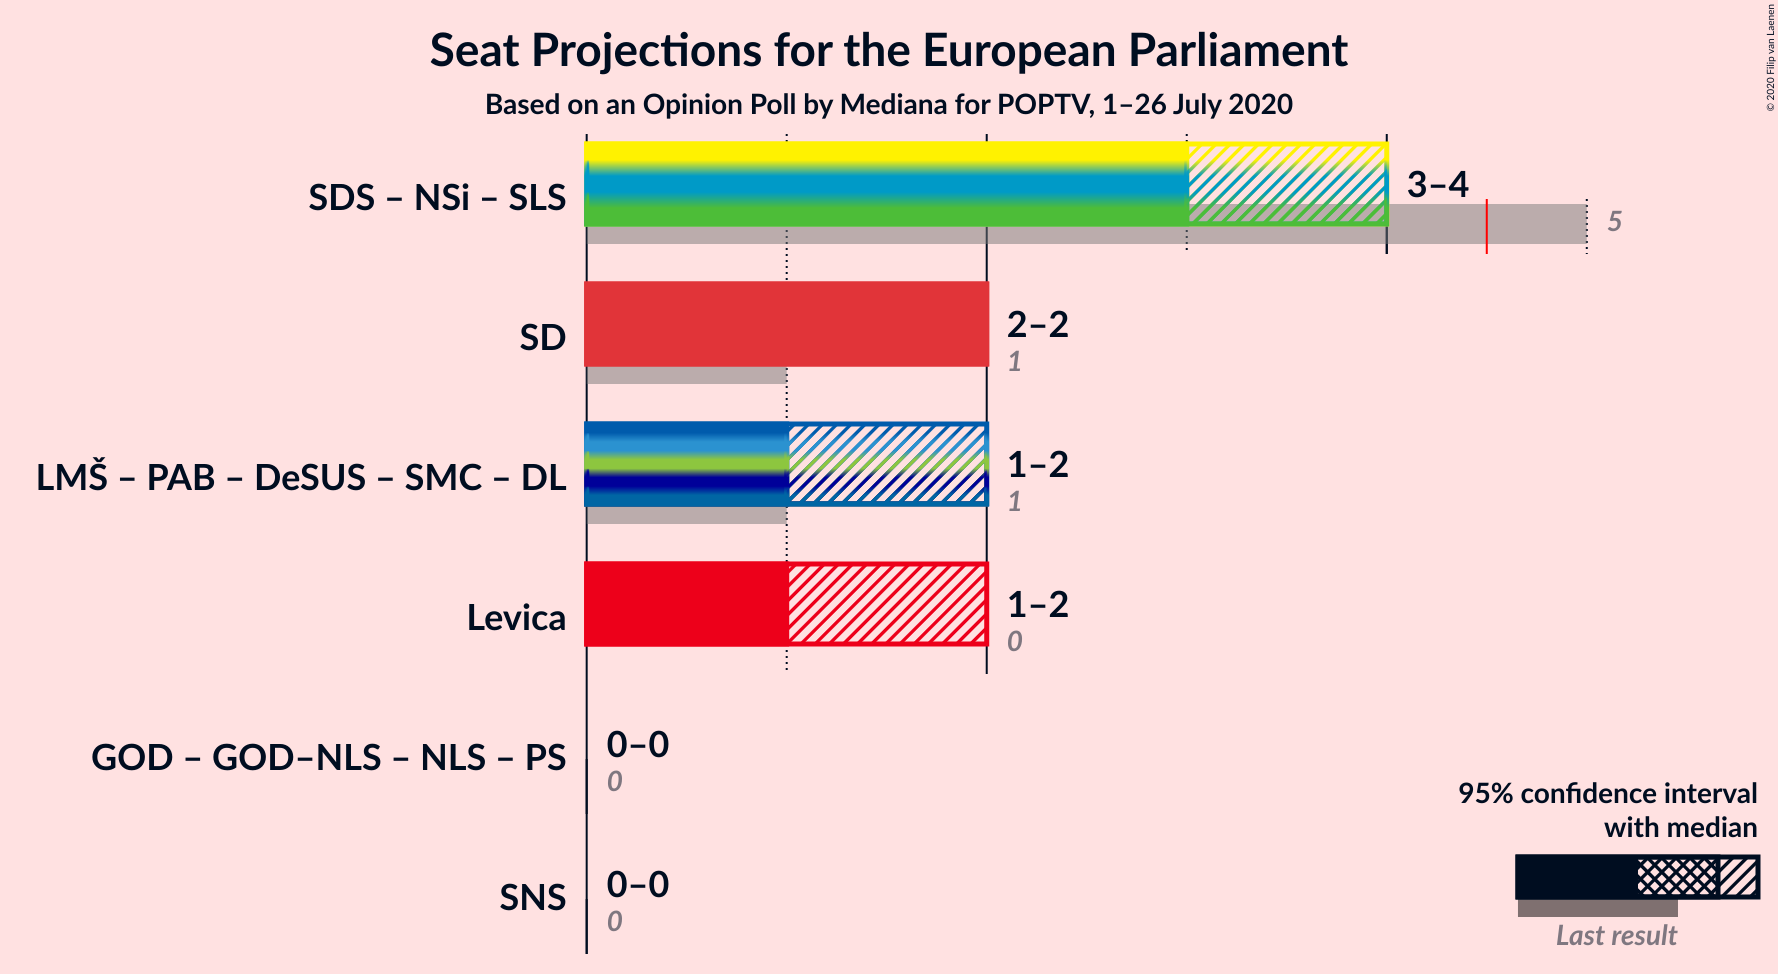 Seat Projections for the European Parliament
Based on an Opinion Poll by Mediana for POPTV, 1–26 July 2020
© 2020 Filip van Laenen
SDS – NSi – SLS
3–4
5
SD
2–2
1
LMŠ – PAB – DeSUS – SMC – DL
1–2
1
Levica
1–2
0
GOD – GOD–NLS – NLS – PS
0–0
0
SNS
0–0
0
95% confidence interval
with median
Last result